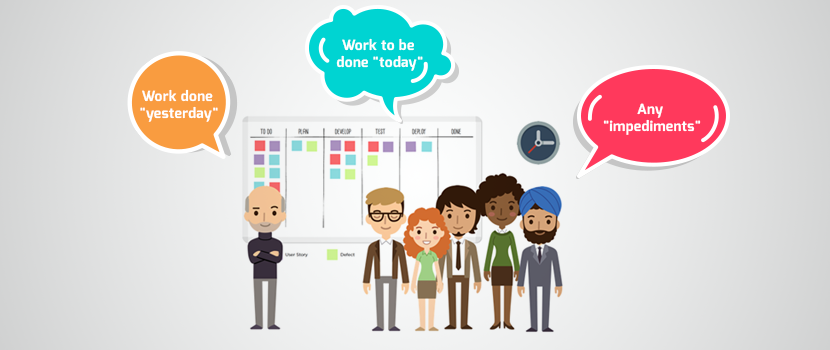 Work to be
done "today"
Work done
"yesterday"
Any
"impediments"
TO DO
PLAN
DEVELOP
TEST
DEPLOY
DONE
User Story
Defect